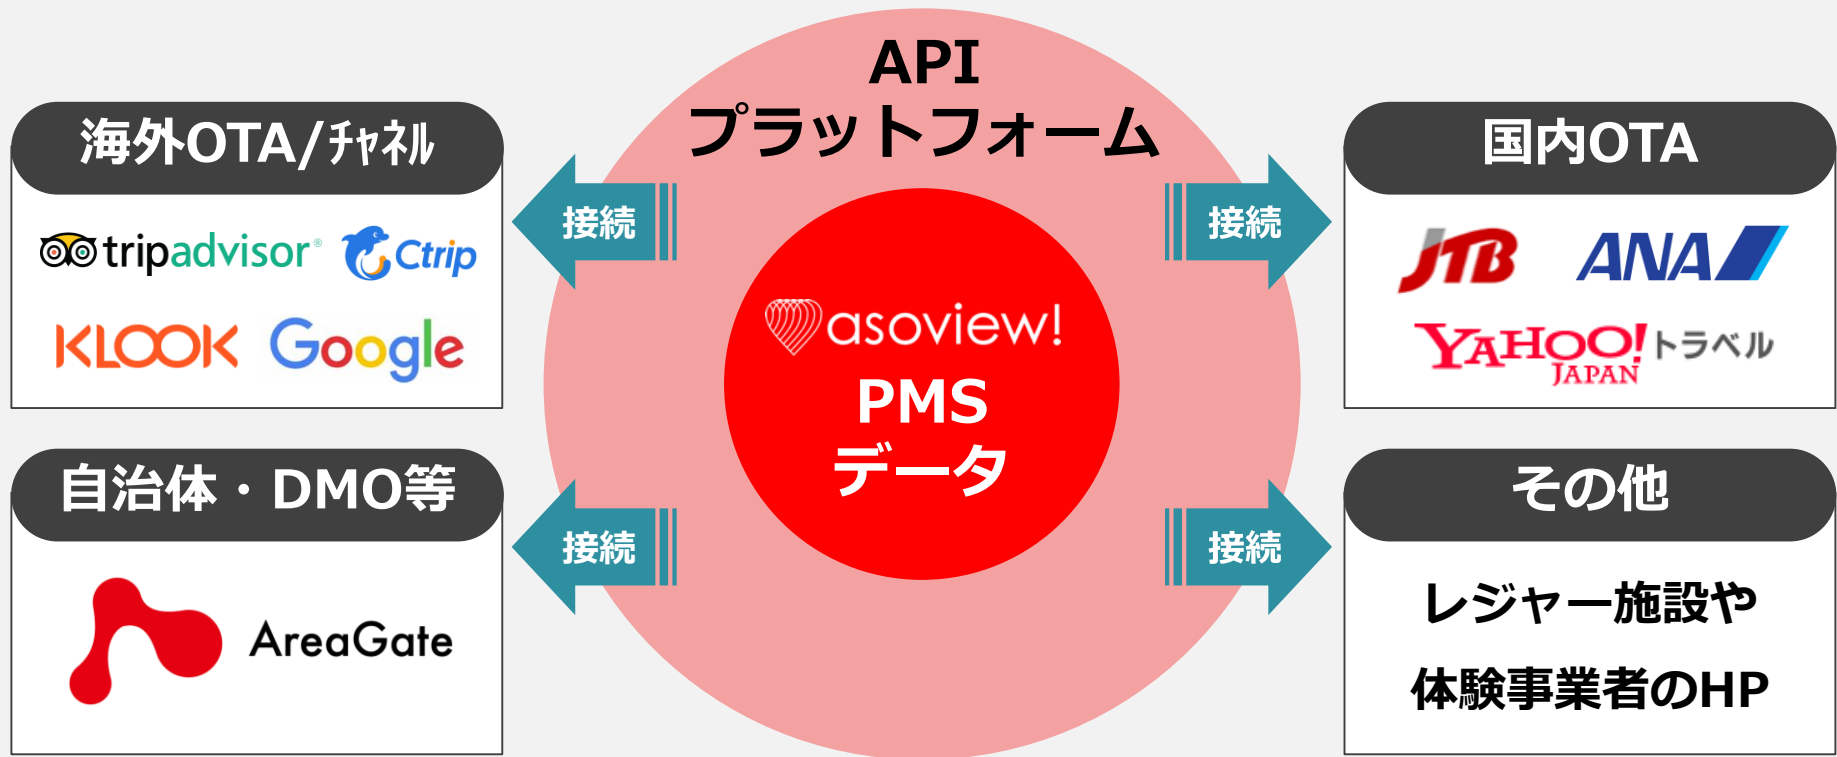 API
プラットフォーム
海外OTA/ﾁｬﾈﾙ
接続
tripadvisor®
Ctrip
KLOOK
Google
国内OTA
接続
JTB
ANA
YAHOO!
JAPAN
トラベル
asoview!
PMS
データ
自治体・DMO等
接続
AreaGate
その他
接続
レジャー施設や
体験事業者のHP